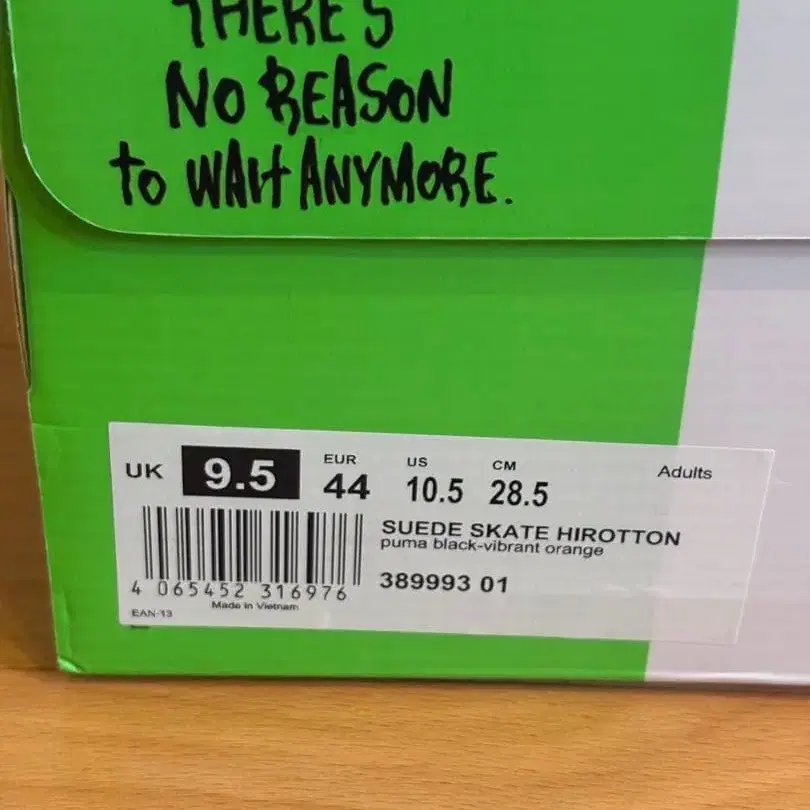 THERE'S
NO REASON
to WAIT ANYMORE.
UK 9.5 EUR 44 US 10.5 CM 28.5 Adults
SUEDE SKATE HIROTTON
puma black-vibrant orange
389993 01
4 065452 316976
Made in Vietnam
EAN-13